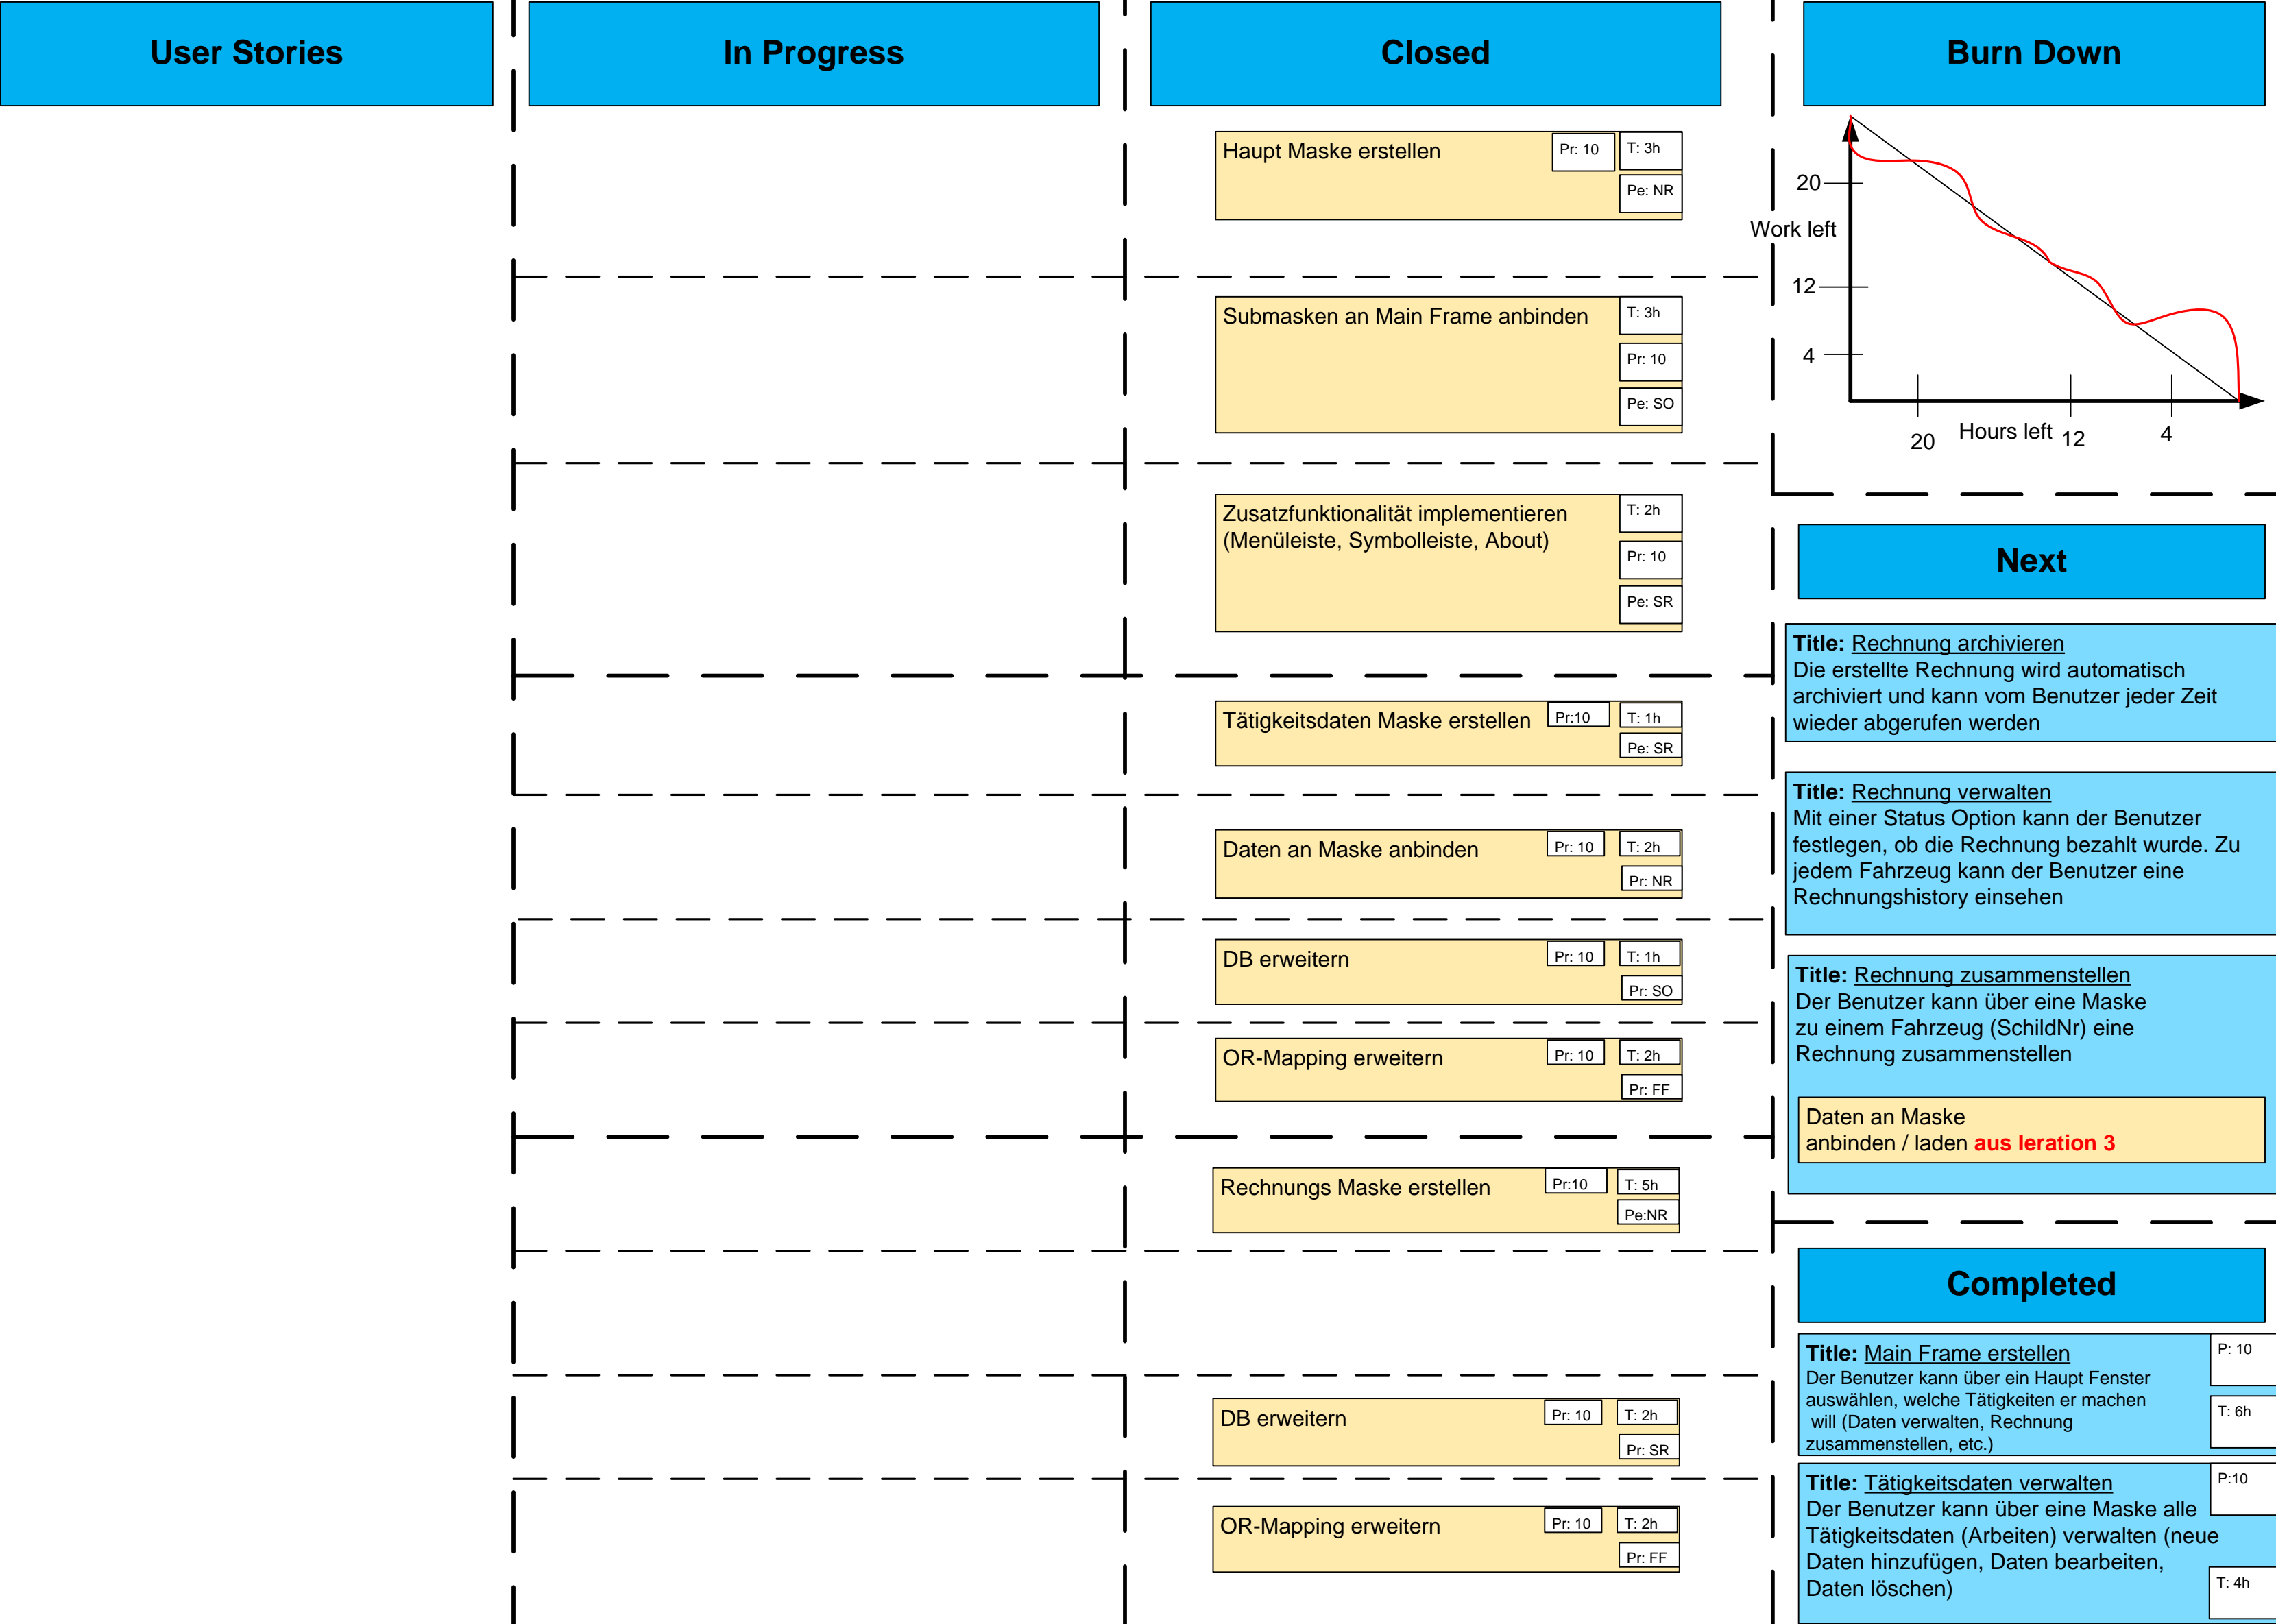 User Stories
In Progress
Closed
Burn Down
Haupt Maske erstellen
Pr: 10
T: 3h
Pe: NR
Submasken an Main Frame anbinden
T: 3h
Pr: 10
Pe: SO
Zusatzfunktionalität implementieren
(Menüleiste, Symbolleiste, About)
T: 2h
Pr: 10
Pe: SR
Tätigkeitsdaten Maske erstellen
Pr:10
T: 1h
Pe: SR
Daten an Maske anbinden
Pr: 10
T: 2h
Pr: NR
DB erweitern
Pr: 10
T: 1h
Pr: SO
OR-Mapping erweitern
Pr: 10
T: 2h
Pr: FF
Rechnungs Maske erstellen
Pr:10
T: 5h
Pe:NR
DB erweitern
Pr: 10
T: 2h
Pr: SR
OR-Mapping erweitern
Pr: 10
T: 2h
Pr: FF
20
Work left
12
4
20
Hours left
12
4
Next
Title: Rechnung archivieren
Die erstellte Rechnung wird automatisch
archiviert und kann vom Benutzer jeder Zeit
wieder abgerufen werden
Title: Rechnung verwalten
Mit einer Status Option kann der Benutzer
festlegen, ob die Rechnung bezahlt wurde. Zu
jedem Fahrzeug kann der Benutzer eine
Rechnungshistory einsehen
Title: Rechnung zusammenstellen
Der Benutzer kann über eine Maske
zu einem Fahrzeug (SchildNr) eine
Rechnung zusammenstellen
Daten an Maske
anbinden / laden aus Ieration 3
Completed
Title: Main Frame erstellen
Der Benutzer kann über ein Haupt Fenster
auswählen, welche Tätigkeiten er machen
will (Daten verwalten, Rechnung
zusammenstellen, etc.)
P: 10
T: 6h
Title: Tätigkeitsdaten verwalten
Der Benutzer kann über eine Maske alle
Tätigkeitsdaten (Arbeiten) verwalten (neue
Daten hinzufügen, Daten bearbeiten,
Daten löschen)
P:10
T: 4h